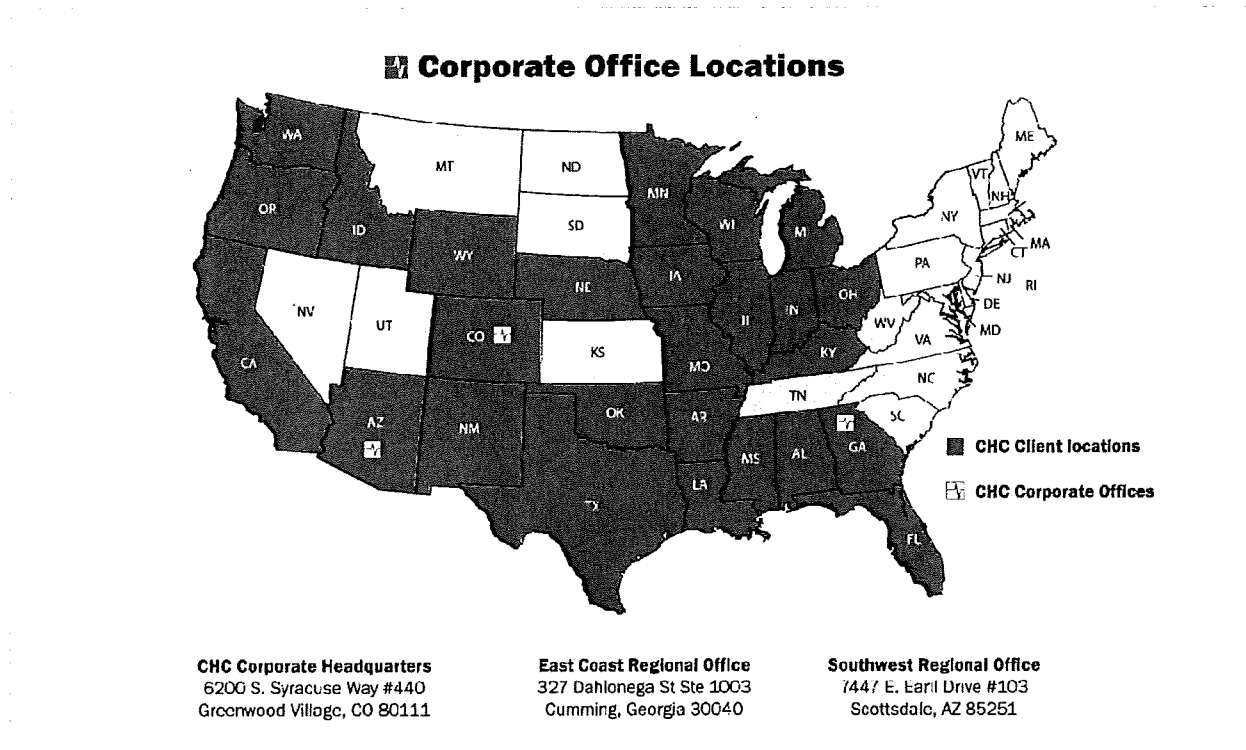 Corporate Office Locations
WA
MT
ND
MN
ME
VT
NH
OR
ID
SD
WI
MI
NY
WY
MA
CT
PA
IA
NE
NJ
RI
OH
IN
DE
NV
UT
CO
IL
WV
MD
KS
KY
VA
CA
MO
NC
TN
AZ
NM
OK
AR
SC
GA
MS
AL
CHC Client locations
LA
CHC Corporate Offices
TX
FL
CHC Corporate Headquarters
6200 S. Syracuse Way #440
Greenwood Village, CO 80111
East Coast Regional Office
327 Dahlonega St Ste 1003
Cumming, Georgia 30040
Southwest Regional Office
7447 E. Earll Drive #103
Scottsdale, AZ 85251